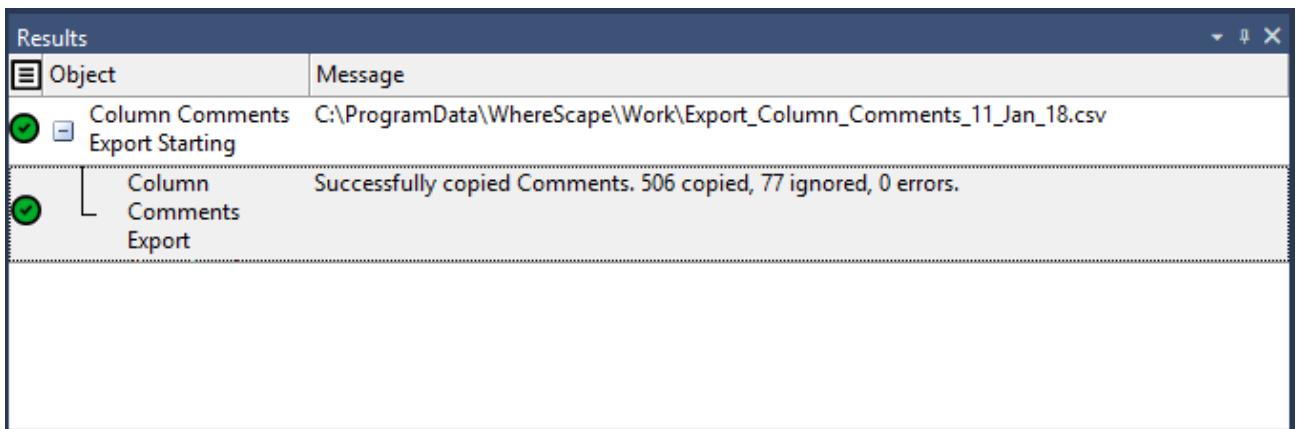 Results
Object Message
Column Comments C:\ProgramData\WhereScape\Work\Export_Column_Comments_11_Jan_18.csv
Export Starting
Column Successfully copied Comments. 506 copied, 77 ignored, 0 errors.
Comments
Export